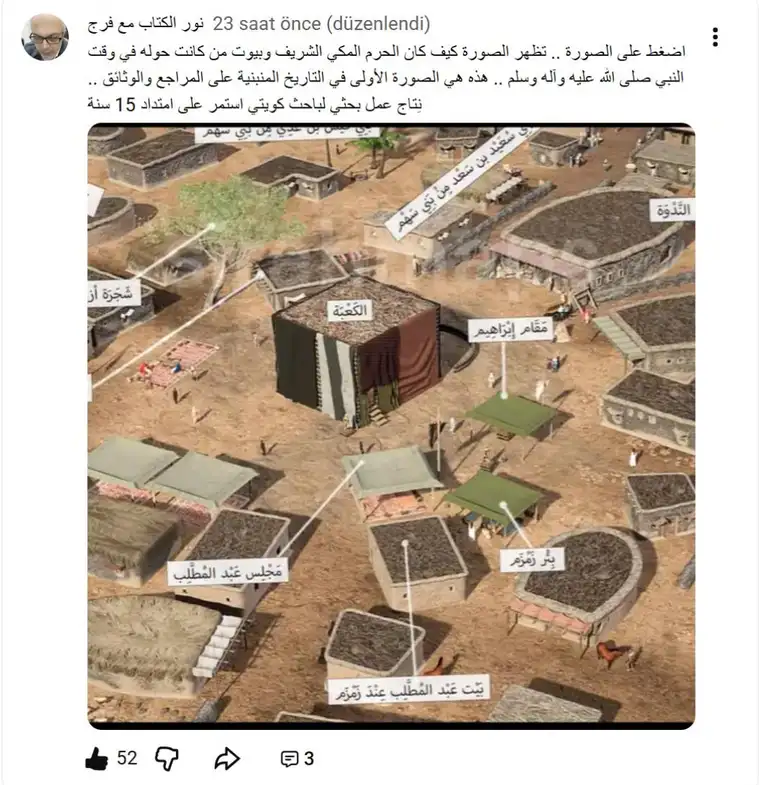 نور الكتاب مع فرج 23 saat önce (düzenlendi)
اضغط على الصورة .. تظهر الصورة كيف كان الحرم المكي الشريف وبيوت من كانت حوله في وقت
النبي صلى الله عليه وآله وسلم .. هذه هي الصورة الأولى في التاريخ المنبنية على المراجع والوثائق ..
نِتاج عمل بحثي لباحث كويتي استمر على امتداد 15 سنة
سُعَيْد بن سَعْد مِنْ بَنِي سَهْم
النَّدْوَة
شَجَرَة
الكَعْبَة
مَقَام إِبْرَاهِيم
مَجْلِس عَبْد المُطَّلِب
بِئْر زَمْزَم
بَيْت عَبْد المُطَّلِب عِنْدَ زَمْزَم
52
3